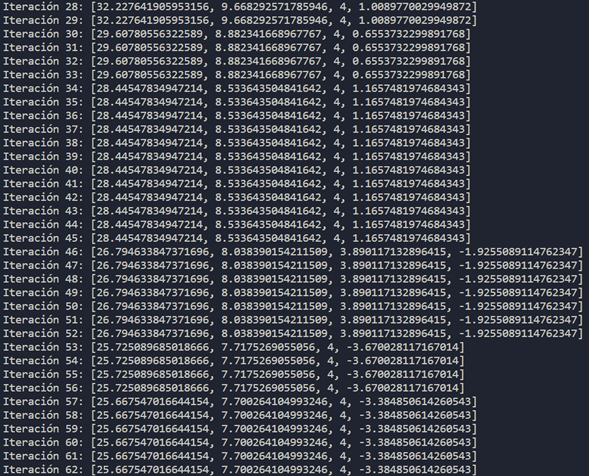 Iteración 28: [32.227641905953156, 9.668292571785946, 4, 1.0089770029949872]
Iteración 29: [32.227641905953156, 9.668292571785946, 4, 1.0089770029949872]
Iteración 30: [29.60780556322589, 8.882341668967767, 4, 0.6553732299891768]
Iteración 31: [29.60780556322589, 8.882341668967767, 4, 0.6553732299891768]
Iteración 32: [29.60780556322589, 8.882341668967767, 4, 0.6553732299891768]
Iteración 33: [29.60780556322589, 8.882341668967767, 4, 0.6553732299891768]
Iteración 34: [28.44547834947214, 8.533643504841642, 4, 1.1657481974684343]
Iteración 35: [28.44547834947214, 8.533643504841642, 4, 1.1657481974684343]
Iteración 36: [28.44547834947214, 8.533643504841642, 4, 1.1657481974684343]
Iteración 37: [28.44547834947214, 8.533643504841642, 4, 1.1657481974684343]
Iteración 38: [28.44547834947214, 8.533643504841642, 4, 1.1657481974684343]
Iteración 39: [28.44547834947214, 8.533643504841642, 4, 1.1657481974684343]
Iteración 40: [28.44547834947214, 8.533643504841642, 4, 1.1657481974684343]
Iteración 41: [28.44547834947214, 8.533643504841642, 4, 1.1657481974684343]
Iteración 42: [28.44547834947214, 8.533643504841642, 4, 1.1657481974684343]
Iteración 43: [28.44547834947214, 8.533643504841642, 4, 1.1657481974684343]
Iteración 44: [28.44547834947214, 8.533643504841642, 4, 1.1657481974684343]
Iteración 45: [28.44547834947214, 8.533643504841642, 4, 1.1657481974684343]
Iteración 46: [26.794633847371696, 8.038390154211509, 3.890117132896415, -1.9255089114762347]
Iteración 47: [26.794633847371696, 8.038390154211509, 3.890117132896415, -1.9255089114762347]
Iteración 48: [26.794633847371696, 8.038390154211509, 3.890117132896415, -1.9255089114762347]
Iteración 49: [26.794633847371696, 8.038390154211509, 3.890117132896415, -1.9255089114762347]
Iteración 50: [26.794633847371696, 8.038390154211509, 3.890117132896415, -1.9255089114762347]
Iteración 51: [26.794633847371696, 8.038390154211509, 3.890117132896415, -1.9255089114762347]
Iteración 52: [26.794633847371696, 8.038390154211509, 3.890117132896415, -1.9255089114762347]
Iteración 53: [25.725089685018666, 7.7175269055056, 4, -3.670028117167014]
Iteración 54: [25.725089685018666, 7.7175269055056, 4, -3.670028117167014]
Iteración 55: [25.725089685018666, 7.7175269055056, 4, -3.670028117167014]
Iteración 56: [25.725089685018666, 7.7175269055056, 4, -3.670028117167014]
Iteración 57: [25.667547016644154, 7.70026410493246, 4, -3.384850614260543]
Iteración 58: [25.667547016644154, 7.70026410493246, 4, -3.384850614260543]
Iteración 59: [25.667547016644154, 7.70026410493246, 4, -3.384850614260543]
Iteración 60: [25.667547016644154, 7.70026410493246, 4, -3.384850614260543]
Iteración 61: [25.667547016644154, 7.70026410493246, 4, -3.384850614260543]
Iteración 62: [25.667547016644154, 7.70026410493246, 4, -3.384850614260543]